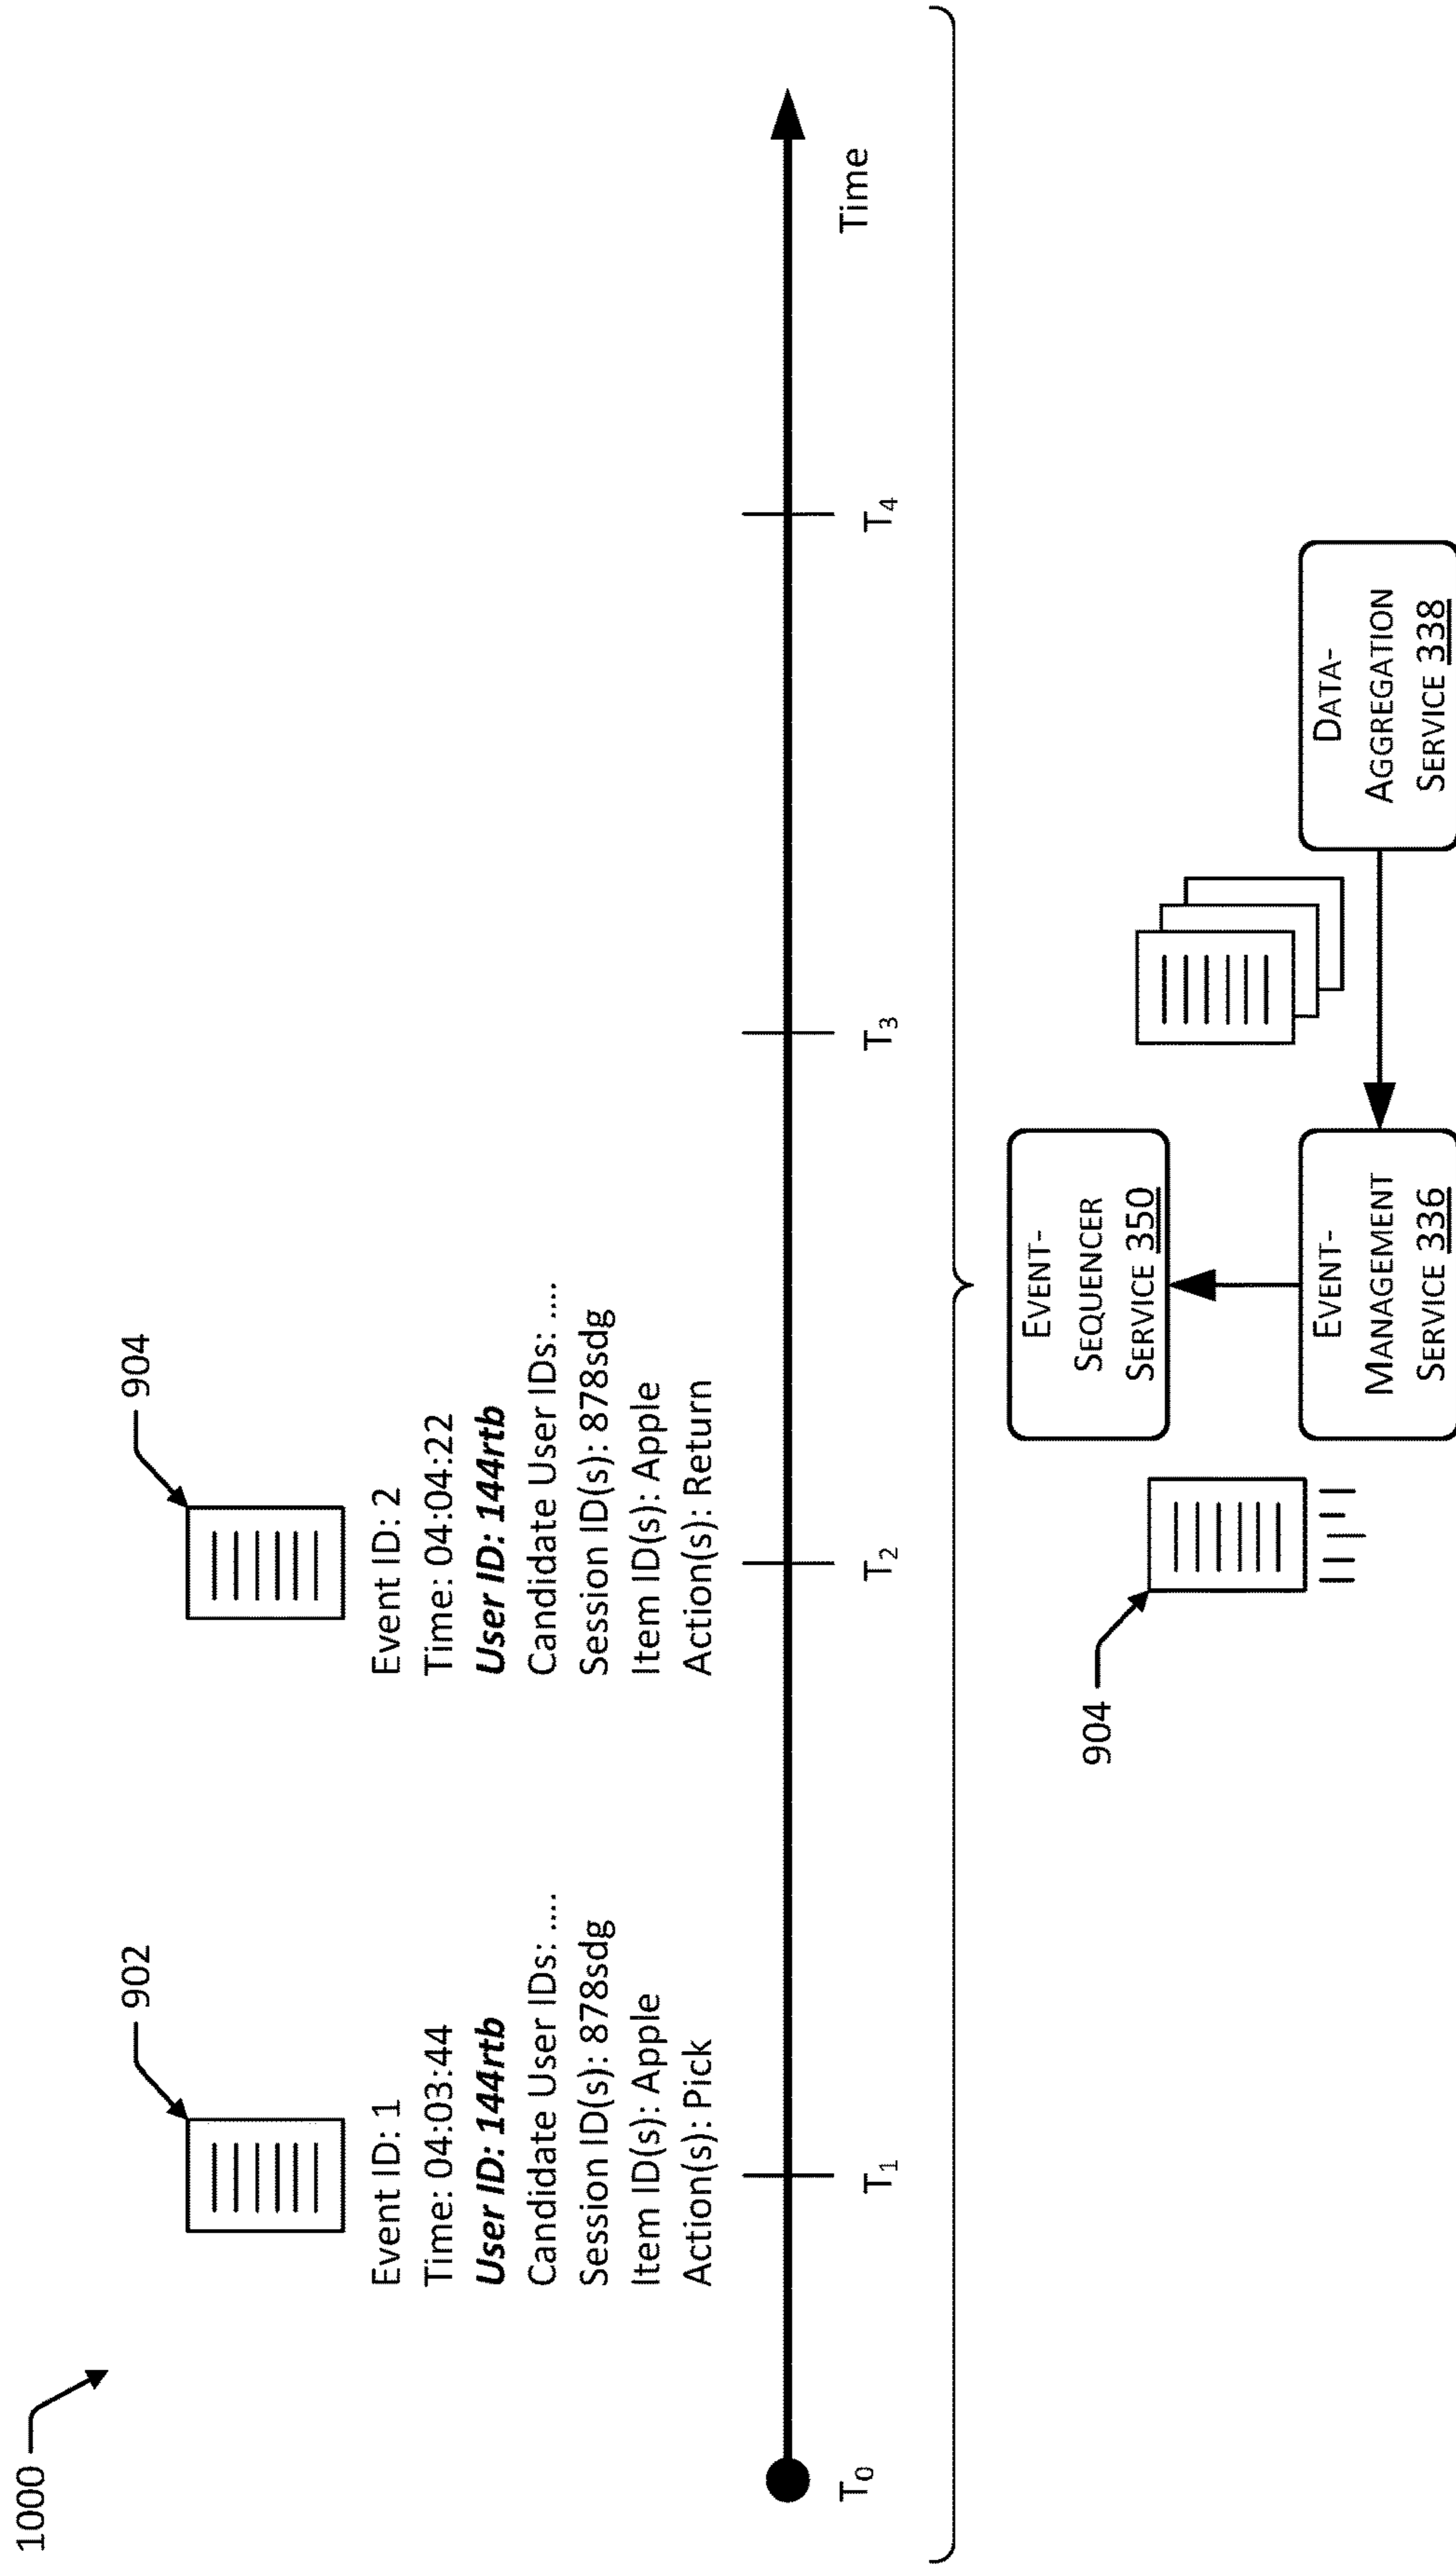 1000
902
Event ID: 1
Time: 04:03:44
User ID: 144rtb
Candidate User IDs: ....
Session ID(s): 878sdg
Item ID(s): Apple
Action(s): Pick
904
Event ID: 2
Time: 04:04:22
User ID: 144rtb
Candidate User IDs: ....
Session ID(s): 878sdg
Item ID(s): Apple
Action(s): Return
T0
T1
T2
T3
T4
Time
904
EVENT-
SEQUENCER
SERVICE 350
EVENT-
MANAGEMENT
SERVICE 336
DATA-
AGGREGATION
SERVICE 338